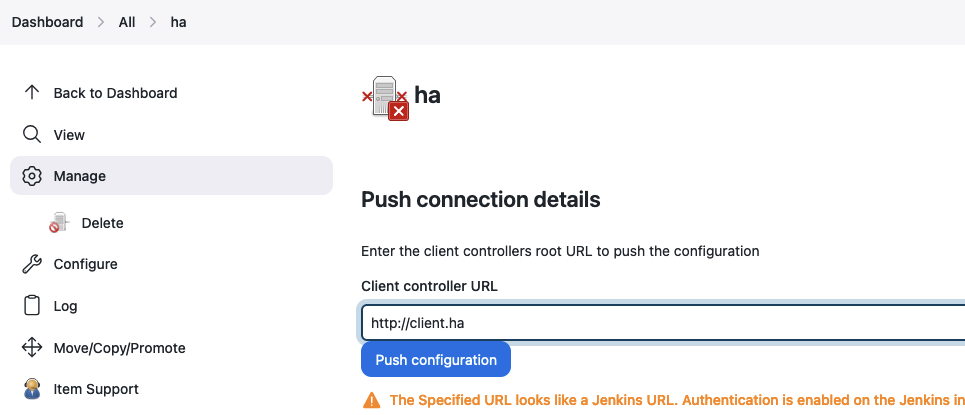 Dashboard > All > ha
Back to Dashboard
View
Manage
Delete
Configure
Log
Move/Copy/Promote
Item Support
ha
Push connection details
Enter the client controllers root URL to push the configuration
Client controller URL
http://client.ha
Push configuration
The Specified URL looks like a Jenkins URL. Authentication is enabled on the Jenkins in